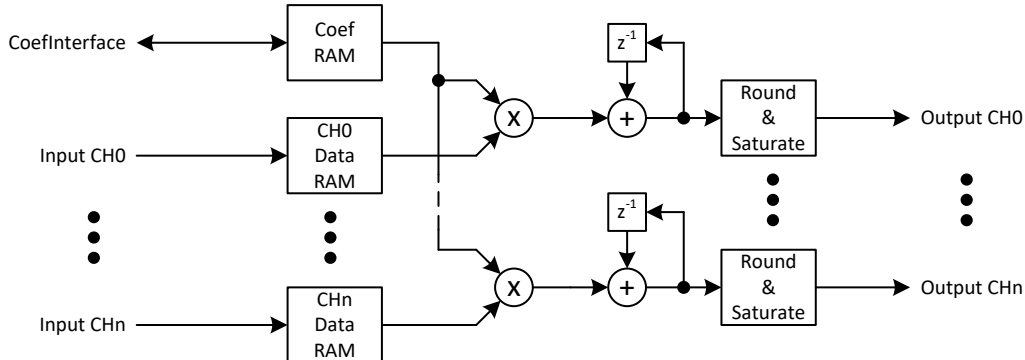 CoefInterface
Coef
RAM
z-1
Input CH0
CH0
Data
RAM
X
+
Round
&
Saturate
Output CH0
z-1
Input CHn
CHn
Data
RAM
X
+
Round
&
Saturate
Output CHn